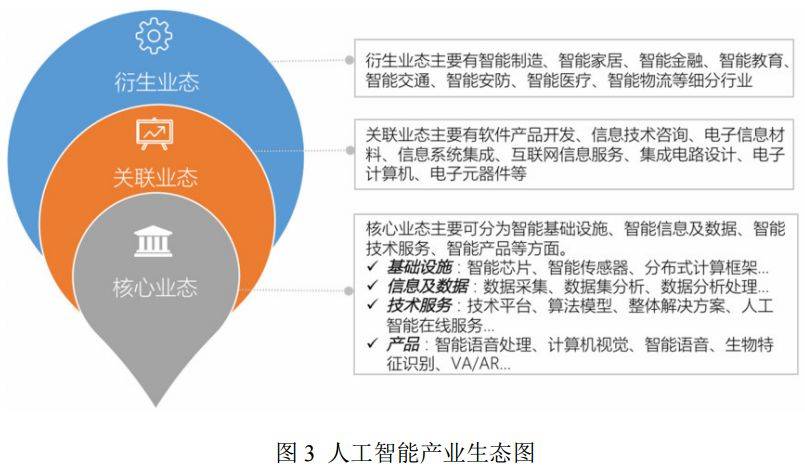 衍生业态
衍生业态主要有智能制造、智能家居、智能金融、智能教育、
智能交通、智能安防、智能医疗、智能物流等细分行业
关联业态
关联业态主要有软件产品开发、信息技术咨询、电子信息材
料、信息系统集成、互联网信息服务、集成电路设计、电子
计算机、电子元器件等
核心业态
核心业态主要可分为智能基础设施、智能信息及数据、智能
技术服务、智能产品等方面。
✓ 基础设施：智能芯片、智能传感器、分布式计算框架...
✓ 信息及数据：数据采集、数据集分析、数据分析处理...
✓ 技术服务：技术平台、算法模型、整体解决方案、人工
智能在线服务...
✓ 产品：智能语音处理、计算机视觉、智能语音、生物特
征识别、VA/AR...
图 3 人工智能产业生态图